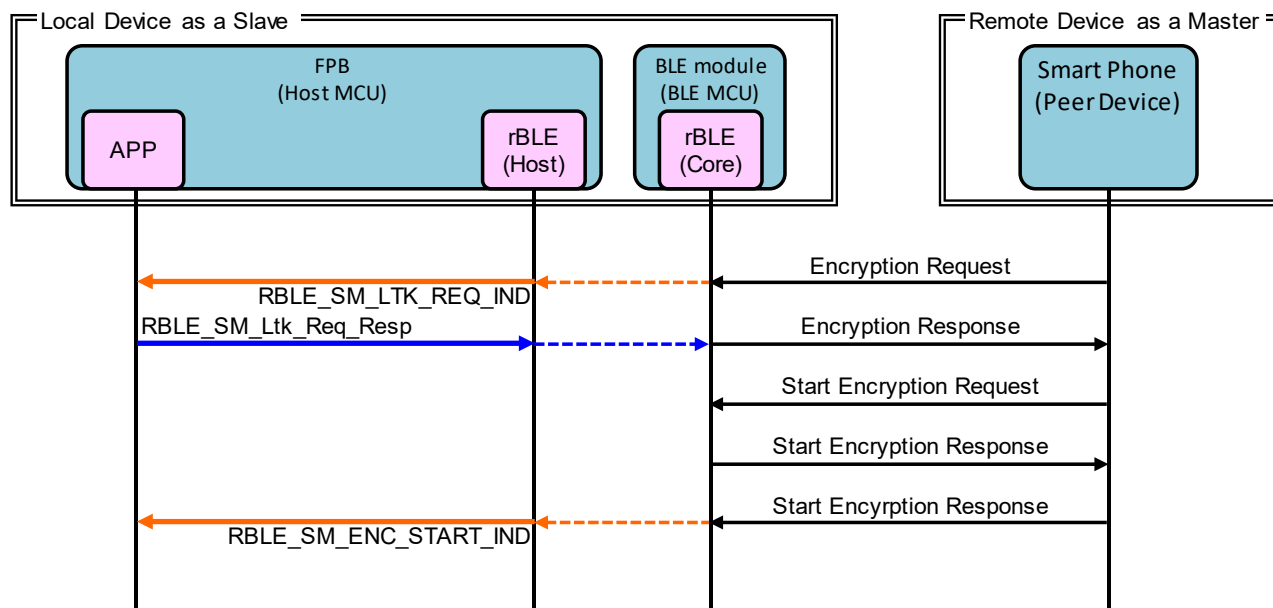 Local Device as a Slave
Remote Device as a Master
FPB
(Host MCU)
BLE module
(BLE MCU)
Smart Phone
(Peer Device)
APP
rBLE
(Host)
rBLE
(Core)
Encryption Request
RBLE_SM_LTK_REQ_IND
RBLE_SM_Ltk_Req_Resp
Encryption Response
Start Encryption Request
Start Encryption Response
Start Encyrption Response
RBLE_SM_ENC_START_IND